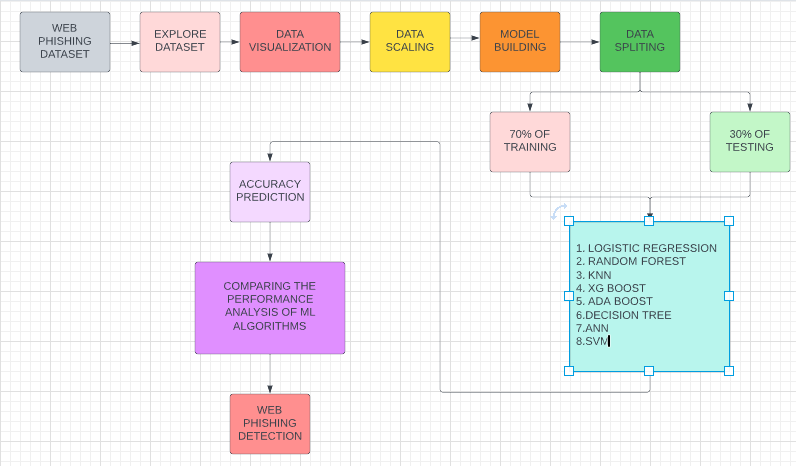 WEB
PHISHING
DATASET
EXPLORE
DATASET
DATA
VISUALIZATION
DATA
SCALING
MODEL
BUILDING
DATA
SPLITING
70% OF
TRAINING
30% OF
TESTING
ACCURACY
PREDICTION
1. LOGISTIC REGRESSION
2. RANDOM FOREST
3. KNN
4. XG BOOST
5. ADA BOOST
6.DECISION TREE
7.ANN
8.SVM
COMPARING THE
PERFORMANCE
ANALYSIS OF ML
ALGORITHMS
WEB
PHISHING
DETECTION